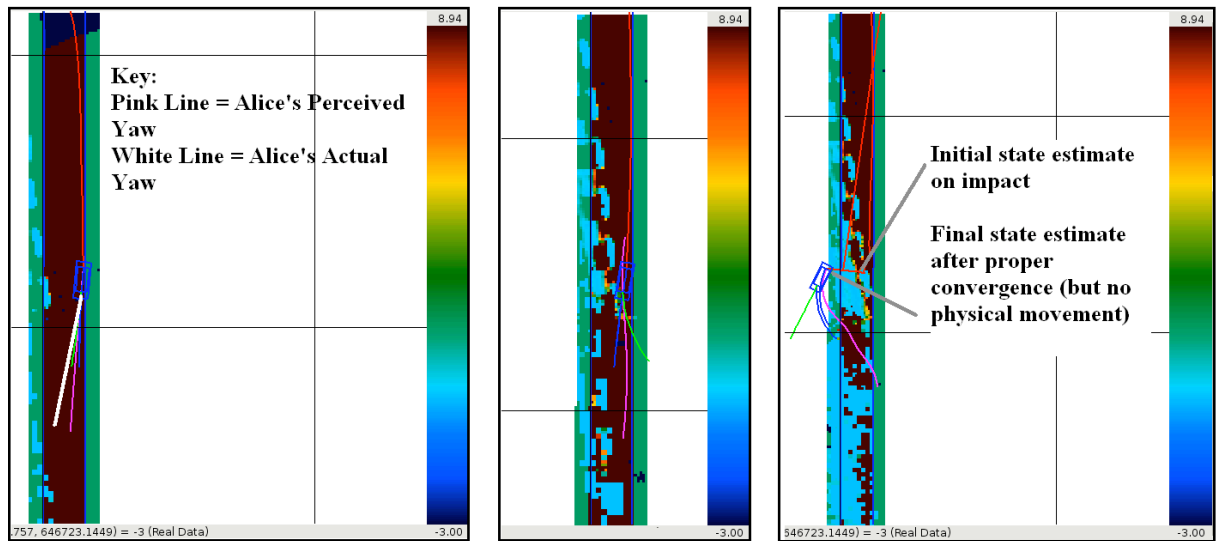 8.94
Key:
Pink Line = Alice's Perceived
Yaw
White Line = Alice's Actual
Yaw
.757, 646723.1449) = -3 (Real Data)
-3.00
8.94
-3.00
8.94
Initial state estimate
on impact
Final state estimate
after proper
convergence (but no
physical movement)
646723.1449) = -3 (Real Data)
-3.00